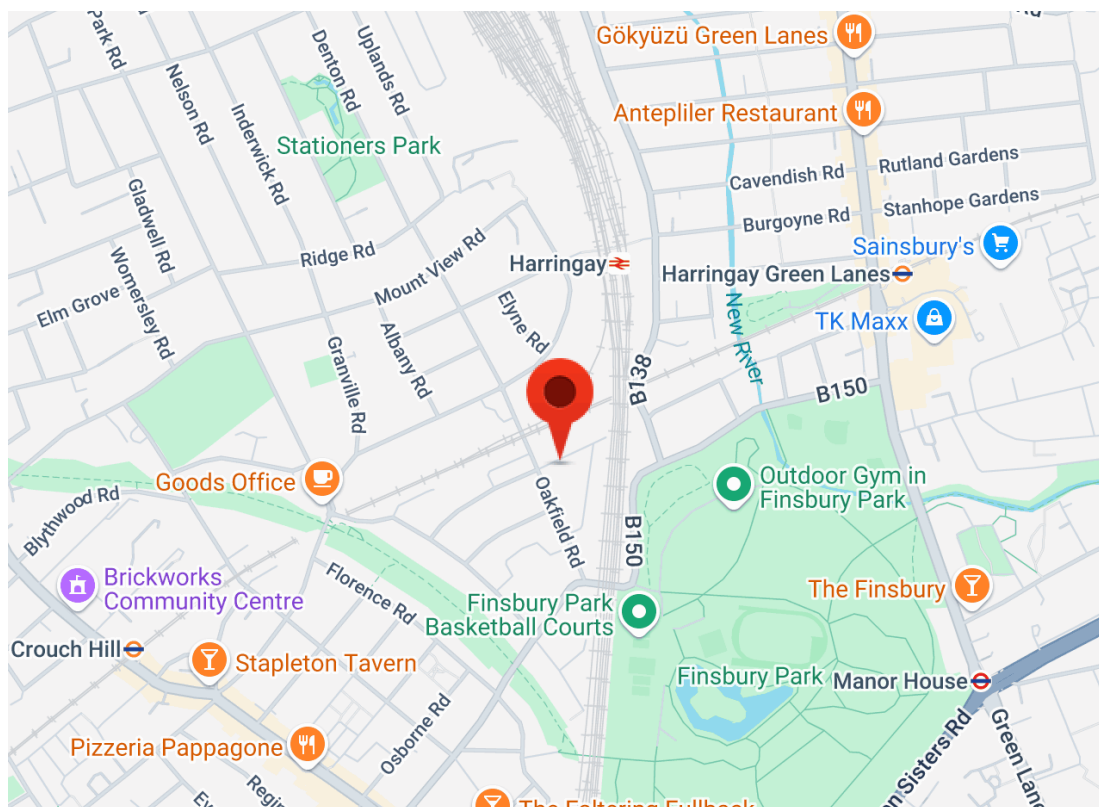 Park Rd
Nelson Rd
Inderwick Rd
Denton Rd
Uplands Rd
Gökyüzü Green Lanes
Antepliler Restaurant
Stationers Park
Cavendish Rd
Rutland Gardens
Burgoyne Rd
Stanhope Gardens
Gladwell Rd
Womersley Rd
Elm Grove
Ridge Rd
Mount View Rd
Harringay
Harringay Green Lanes
Sainsbury's
TK Maxx
New River
Elyne Rd
Albany Rd
Granville Rd
B138
B150
Goods Office
Outdoor Gym in
Finsbury Park
Blythwood Rd
Oakfield Rd
B150
Brickworks
Community Centre
Florence Rd
Finsbury Park
Basketball Courts
The Finsbury
Crouch Hill
Stapleton Tavern
Finsbury Park
Manor House
Osborne Rd
Pizzeria Pappagone
Sisters Rd
Green